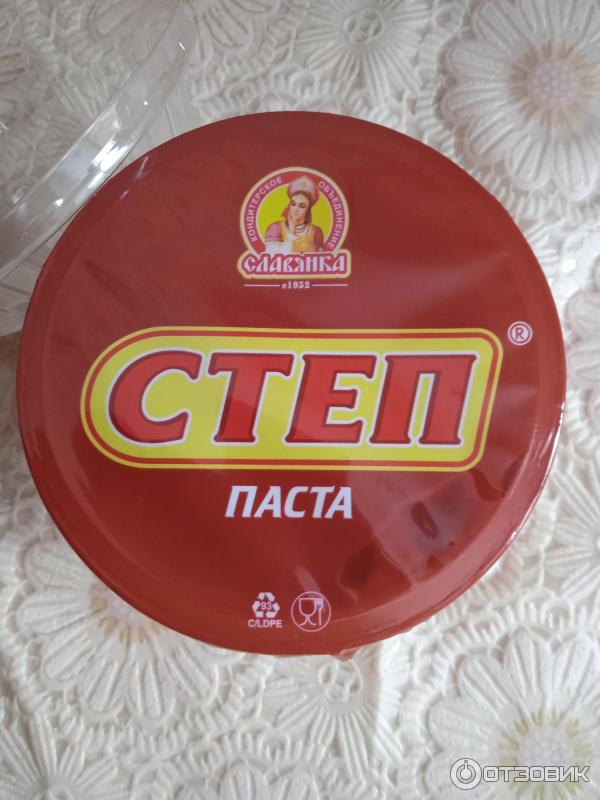 КОНДИТЕРСКОЕ ОБЪЕДИНЕНИЕ
СЛАВЯНКА
с1932
СТЕП®
ПАСТА
93
C/LDPE
ОТЗОВИК